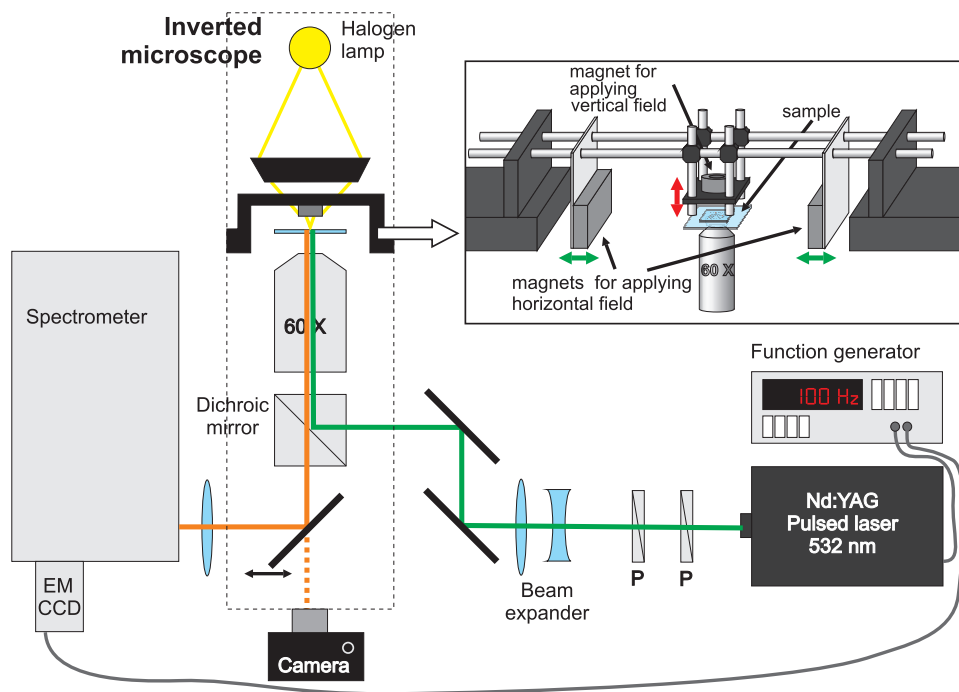 Inverted
microscope
Halogen
lamp
magnet for
applying
vertical field
sample
60 X
magnets for applying
horizontal field
Spectrometer
60 X
Dichroic
mirror
Function generator
100 Hz
Nd:YAG
Pulsed laser
532 nm
P
P
Beam
expander
EM
CCD
Camera